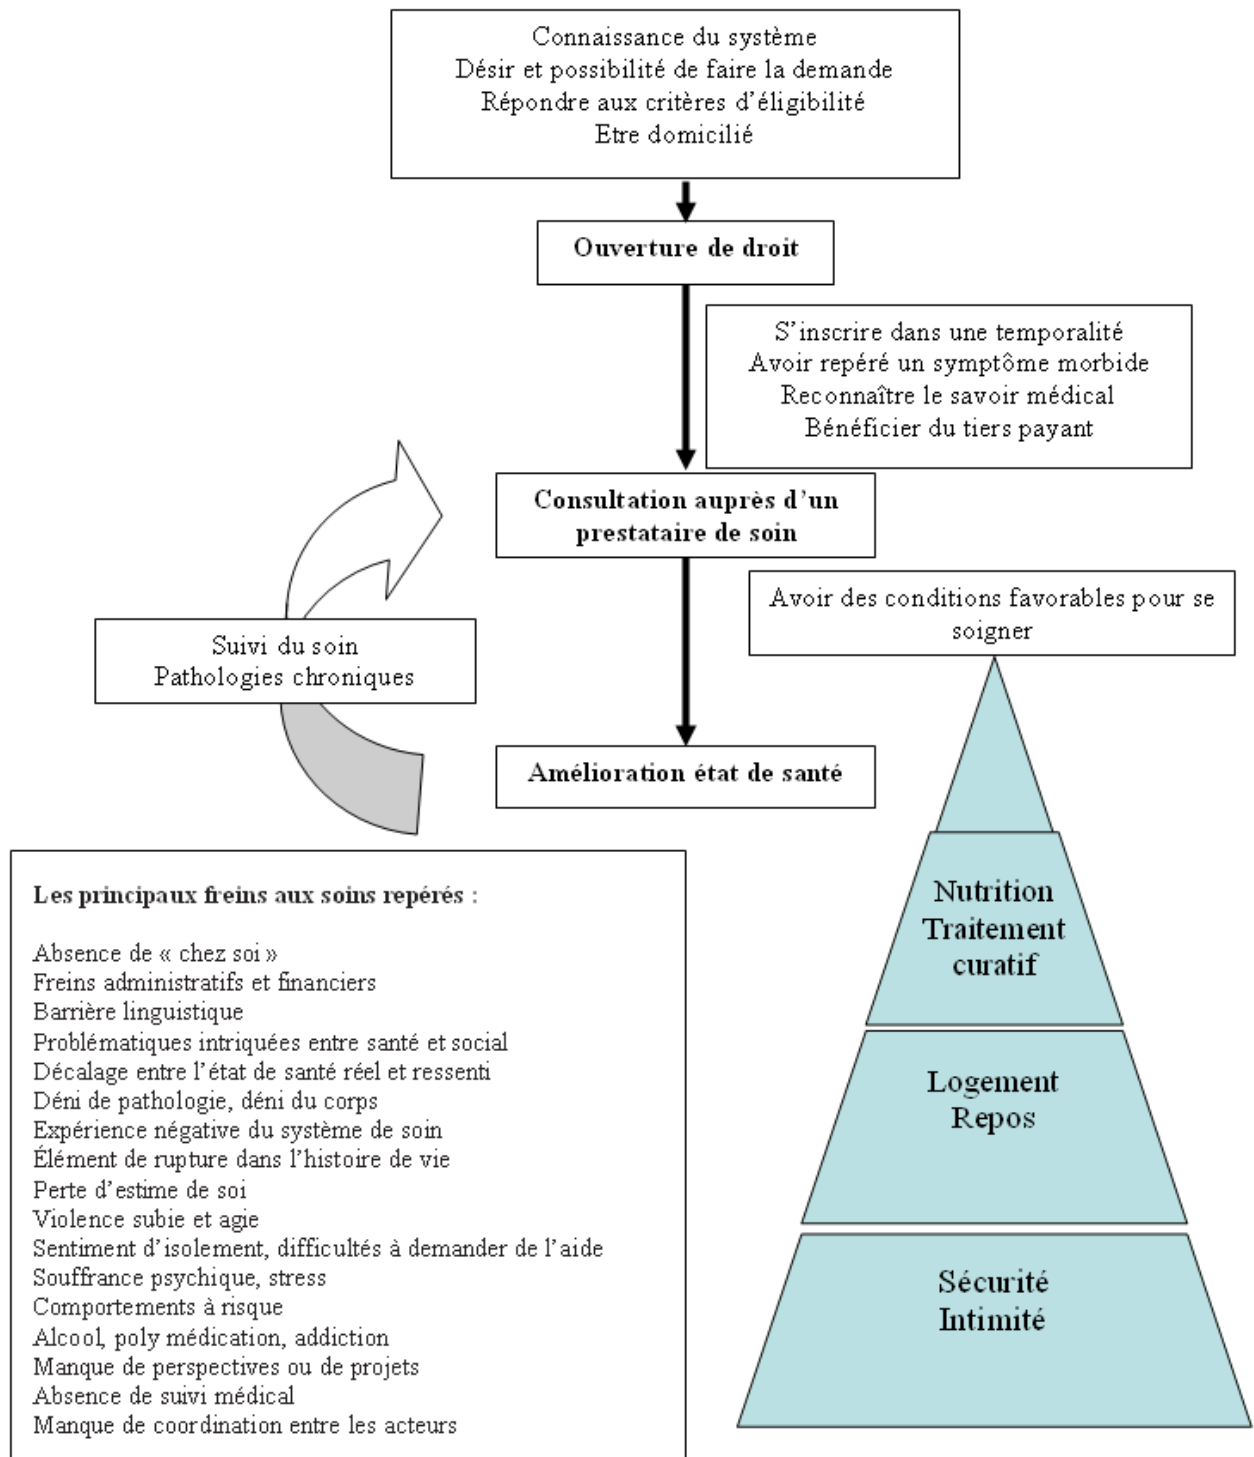 Connaissance du système
Désir et possibilité de faire la demande
Répondre aux critères d’éligibilité
Etre domicilié
Ouverture de droit
S’inscrire dans une temporalité
Avoir repéré un symptôme morbide
Reconnaître le savoir médical
Bénéficier du tiers payant
Consultation auprès d’un
prestataire de soin
Avoir des conditions favorables pour se
soigner
Suivi du soin
Pathologies chroniques
Amélioration état de santé
Les principaux freins aux soins repérés :
Absence de « chez soi »
Freins administratifs et financiers
Barrière linguistique
Problématiques intriquées entre santé et social
Décalage entre l’état de santé réel et ressenti
Déni de pathologie, déni du corps
Expérience négative du système de soin
Élément de rupture dans l’histoire de vie
Perte d’estime de soi
Violence subie et agie
Sentiment d’isolement, difficultés à demander de l’aide
Souffrance psychique, stress
Comportements à risque
Alcool, poly médication, addiction
Manque de perspectives ou de projets
Absence de suivi médical
Manque de coordination entre les acteurs
Nutrition
Traitement
curatif
Logement
Repos
Sécurité
Intimité